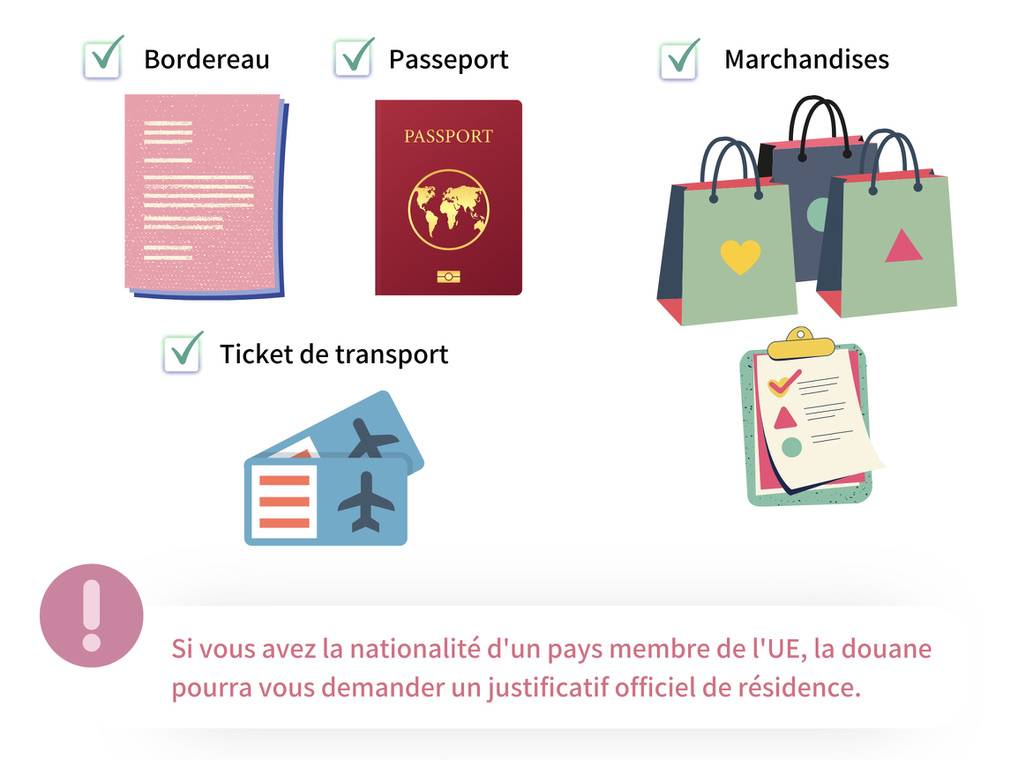 Bordereau
Passeport
Marchandises
PASSPORT
Ticket de transport
Si vous avez la nationalité d'un pays membre de l'UE, la douane
pourra vous demander un justificatif officiel de résidence.